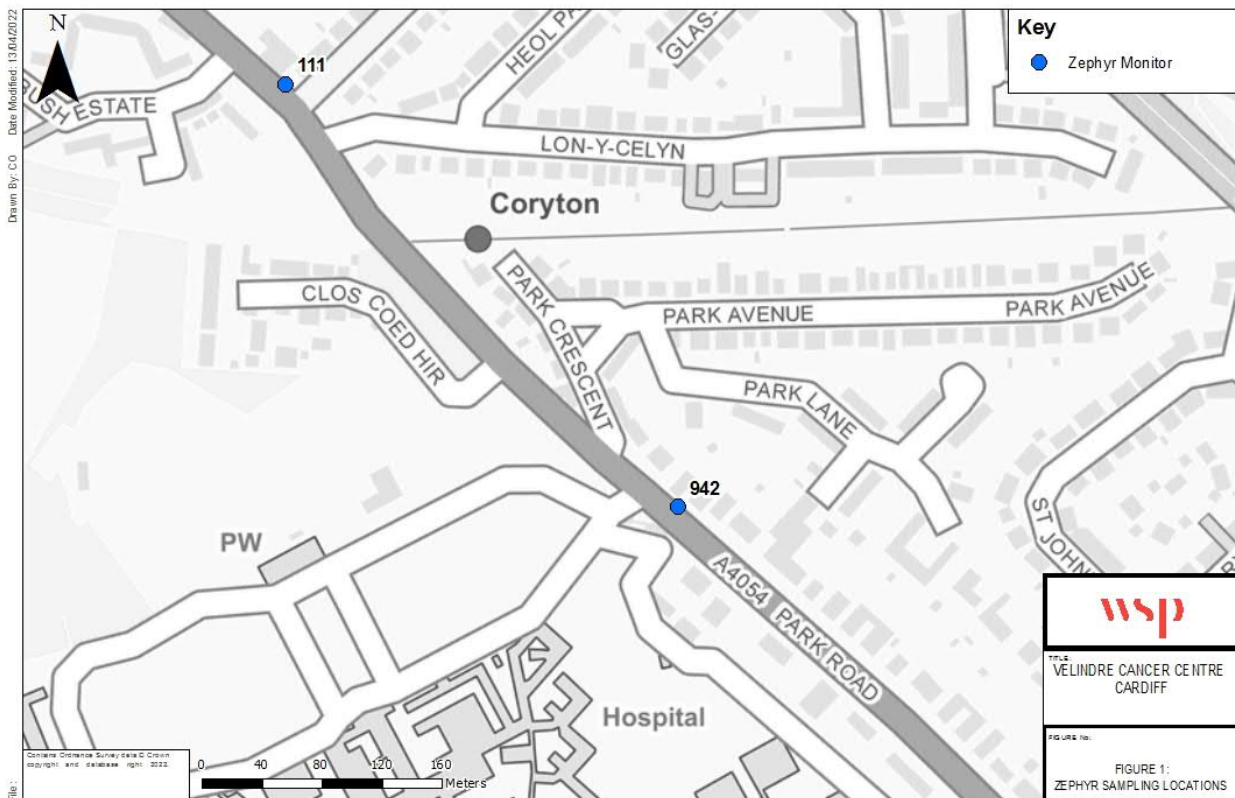 Drawn By: CO Date Modified: 13/04/2022
File:
N
111
HEOL PA
GLAS-
BUSH ESTATE
LON-Y-CELYN
Coryton
CLOS COED HIR
PARK CRESCENT
PARK AVENUE
PARK AVENUE
PARK LANE
942
PW
ST JOHN
A4054 PARK ROAD
Hospital
Key
Zephyr Monitor
wsp
TITLE:
VELINDRE CANCER CENTRE
CARDIFF
FIGURE No:
FIGURE 1:
ZEPHYR SAMPLING LOCATIONS
Contains Ordnance Survey data © Crown
copyright and database right 2022.
0 40 80 120 160
Meters